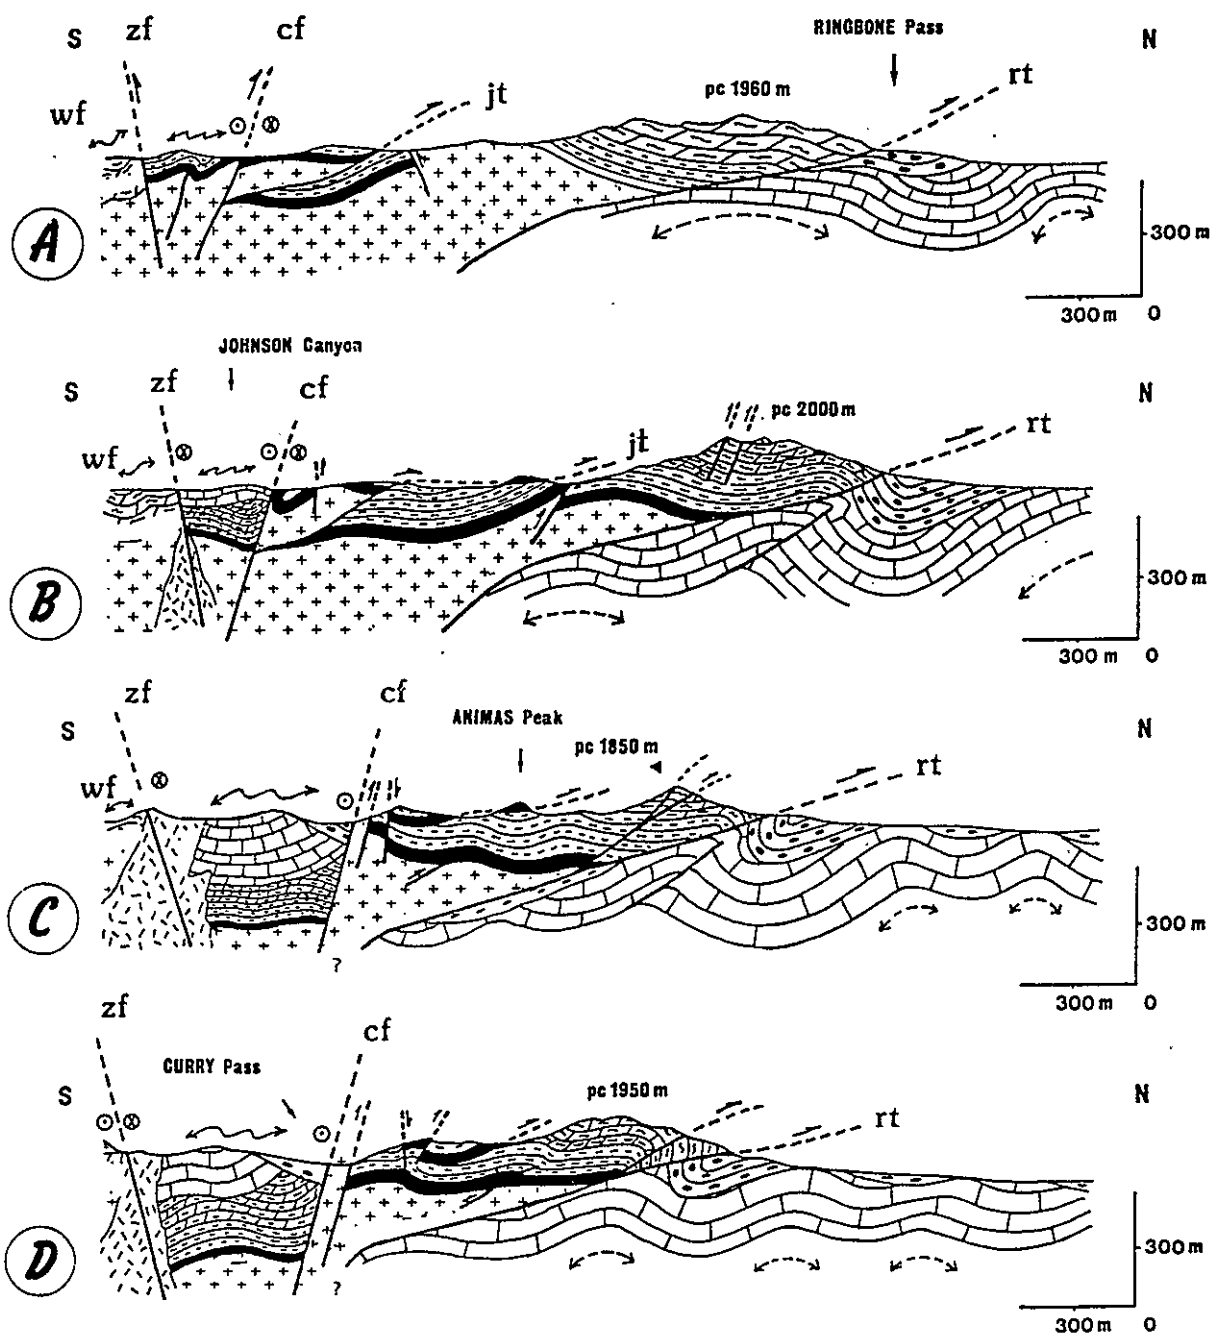 S zf cf RINGBONE Pass N
pc 1960 m rt
wf jt
A
300 m
300 m 0
JOHNSON Canyon
S zf cf N
pc 2000 m rt
wf jt
B
300 m
300 m 0
zf cf
S ANIMAS Peak N
pc 1850 m
wf rt
C
300 m
?
300 m 0
zf cf
CURRY Pass
S pc 1950 m N
rt
D
300 m
?
300 m 0